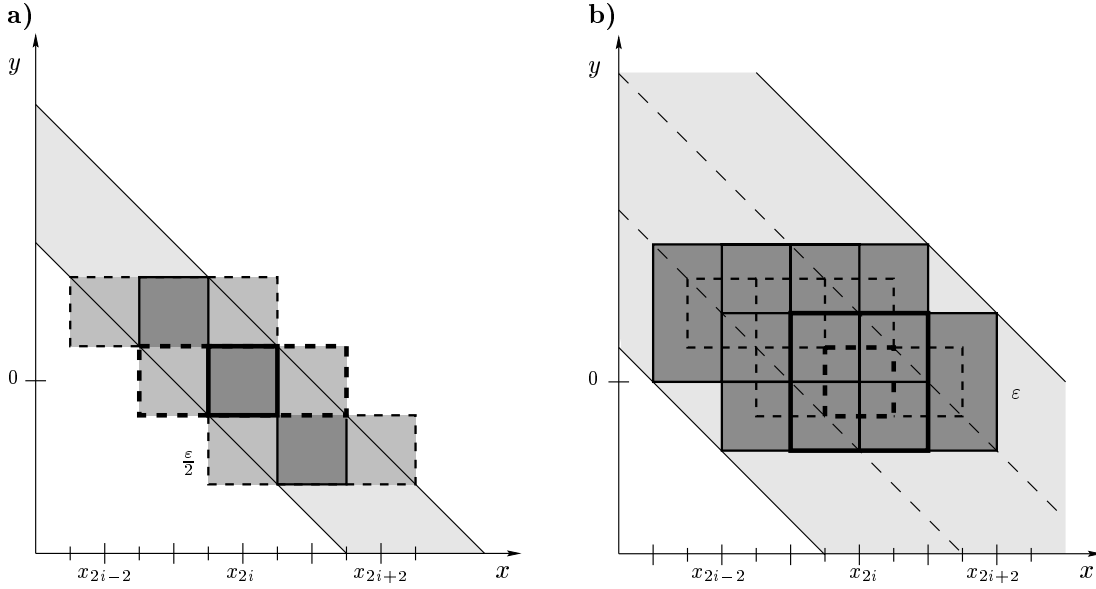 a)
y
0
ε/2
x_{2i−2} x_{2i} x_{2i+2} x
b)
y
0
ε
x_{2i−2} x_{2i} x_{2i+2} x